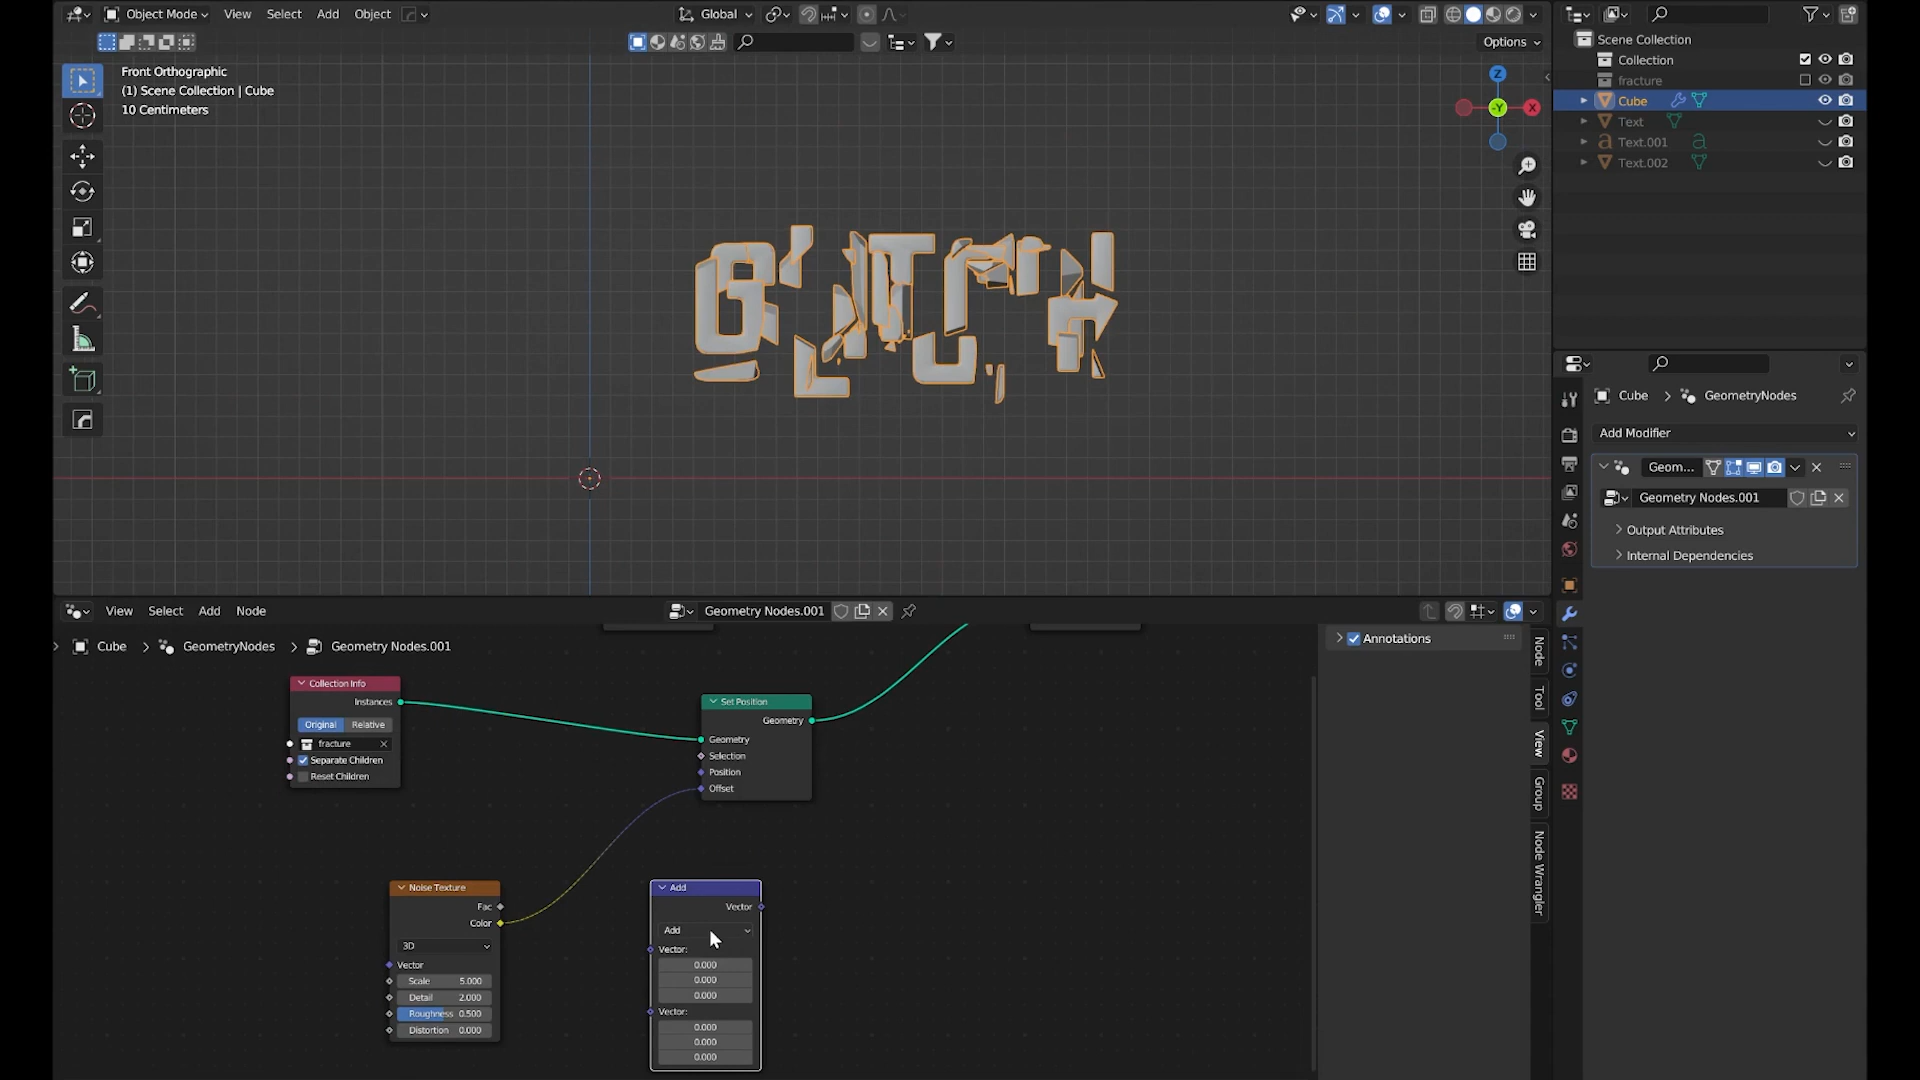 Object Mode View Select Add Object Global
Options
Front Orthographic
(1) Scene Collection | Cube
10 Centimeters
Z
-Y
X
Scene Collection
Collection
fracture
Cube
Text
Text.001
Text.002
Cube > GeometryNodes
Add Modifier
Geom...
Geometry Nodes.001
Output Attributes
Internal Dependencies
View Select Add Node Geometry Nodes.001
Cube > GeometryNodes > Geometry Nodes.001
Annotations
Node
Tool
View
Group
Node Wrangler
Collection Info
Instances
Original Relative
fracture
Separate Children
Reset Children
Set Position
Geometry
Geometry
Selection
Position
Offset
Noise Texture
Fac
Color
3D
Vector
Scale 5.000
Detail 2.000
Roughness 0.500
Distortion 0.000
Add
Vector
Add
Vector:
0.000
0.000
0.000
Vector:
0.000
0.000
0.000